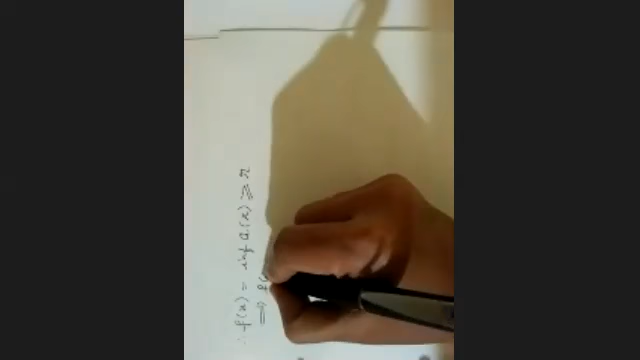 ∴ f(x) = inf G(x) ≥ r
⇒ f(